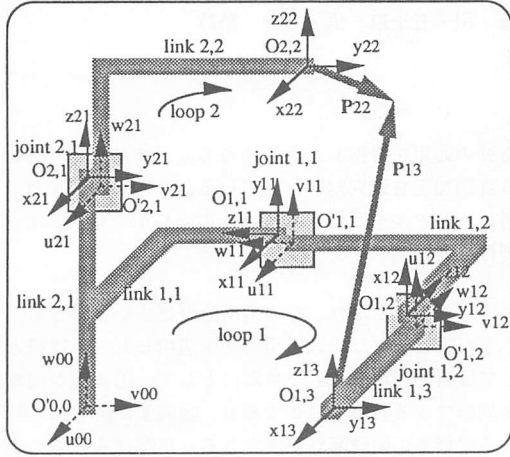 z22
O2,2
y22
link 2,2
x22
P22
loop 2
z21
w21
joint 2,1
O2,1
y21
v21
x21
O'2,1
u21
P13
joint 1,1
y11
v11
O1,1
z11
O'1,1
w11
x11
u11
link 1,2
u12
x12
z12
w12
O1,2
y12
v12
O'1,2
joint 1,2
link 2,1
link 1,1
loop 1
w00
v00
O'0,0
u00
z13
O1,3
link 1,3
x13
y13